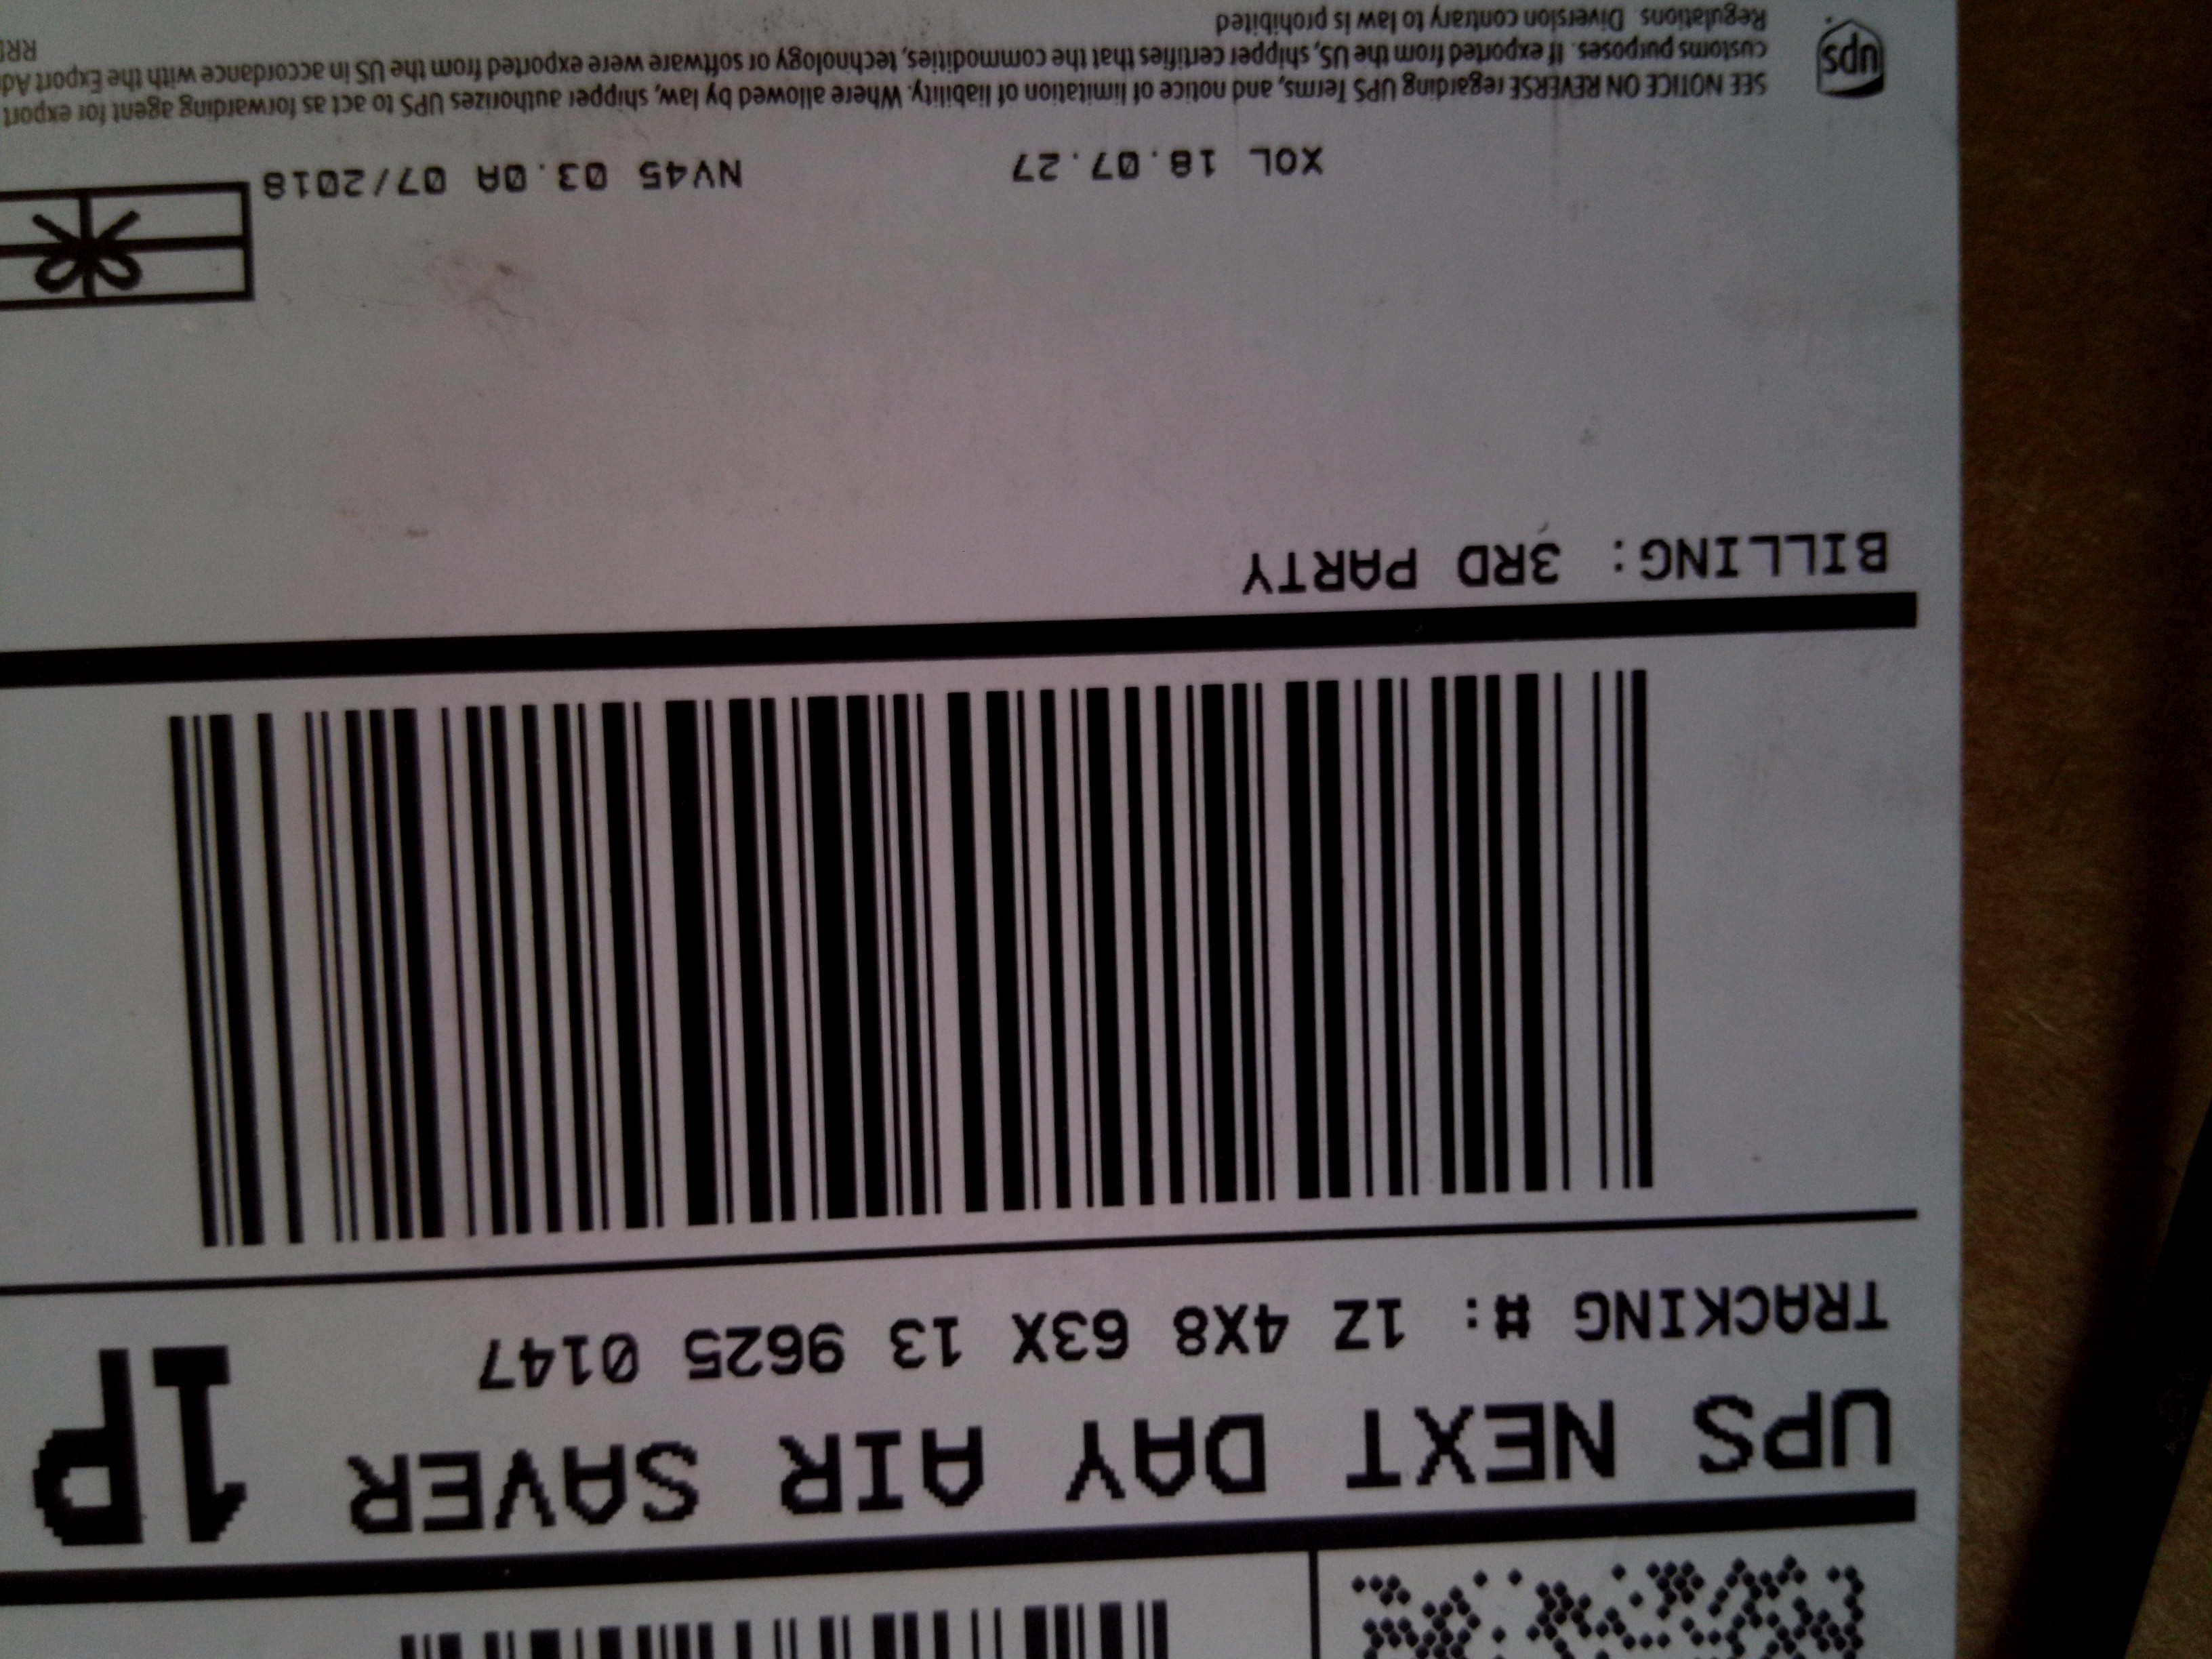 UPS NEXT DAY AIR SAVER
1P
TRACKING #: 1Z 4X8 63X 13 9625 0147
BILLING: 3RD PARTY
XOL 18.07.27
NV45 03.0A 07/2018
ups
SEE NOTICE ON REVERSE regarding UPS Terms, and notice of limitation of liability. Where allowed by law, shipper authorizes UPS to act as forwarding agent for export
customs purposes. If exported from the US, shipper certifies that the commodities, technology or software were exported from the US in accordance with the Export Ad
Regulations Diversion contrary to law is prohibited